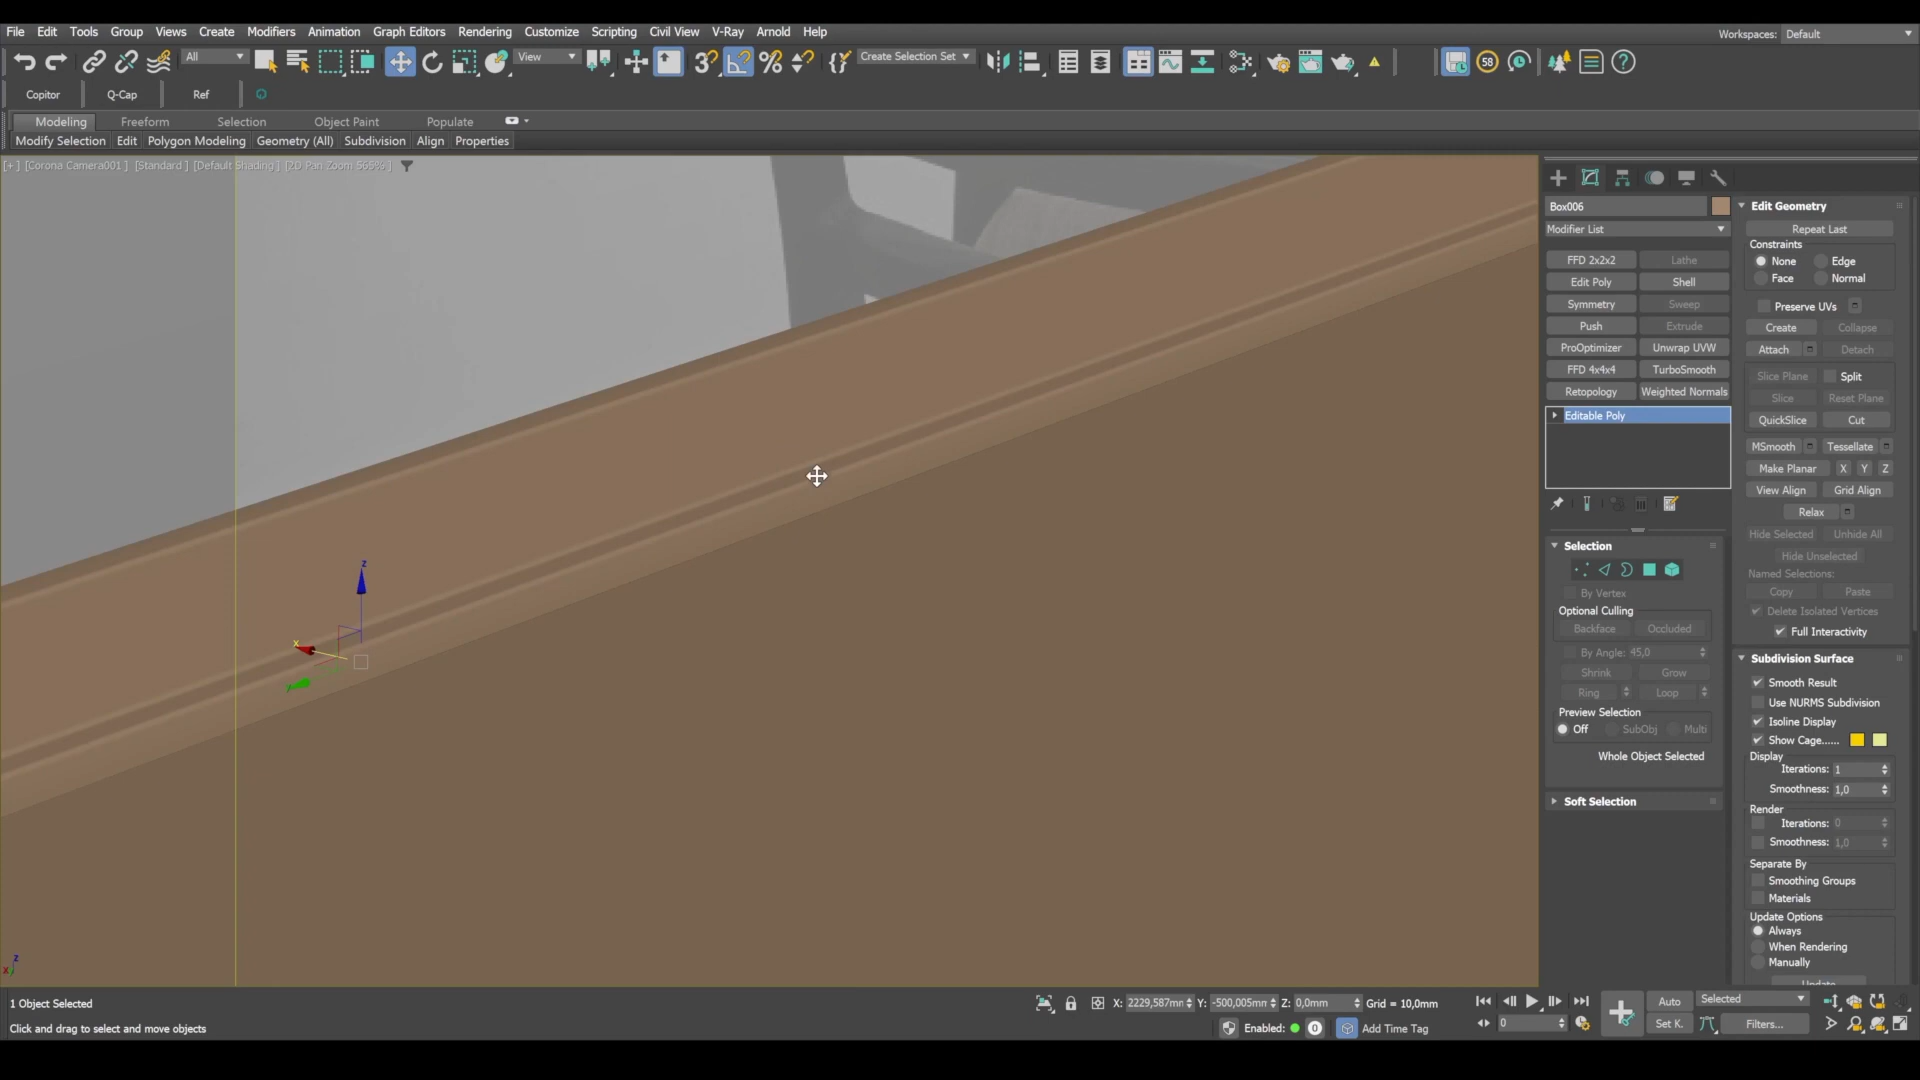 File Edit Tools Group Views Create Modifiers Animation Graph Editors Rendering Customize Scripting Civil View V-Ray Arnold Help
Workspaces: Default
All
View
Create Selection Set
58
Copitor Q-Cap Ref
Modeling Freeform Selection Object Paint Populate
Modify Selection Edit Polygon Modeling Geometry (All) Subdivision Align Properties
[+] [Corona Camera001] [Standard] [Default Shading] [2D Pan Zoom 565%]
z
x
y
z
x
Box006
Modifier List
FFD 2x2x2 Lathe
Edit Poly Shell
Symmetry Sweep
Push Extrude
ProOptimizer Unwrap UVW
FFD 4x4x4 TurboSmooth
Retopology Weighted Normals
Editable Poly
Selection
By Vertex
Optional Culling
Backface Occluded
By Angle: 45,0
Shrink Grow
Ring Loop
Preview Selection
Off SubObj Multi
Whole Object Selected
Soft Selection
Edit Geometry
Repeat Last
Constraints
None Edge
Face Normal
Preserve UVs
Create Collapse
Attach Detach
Slice Plane Split
Slice Reset Plane
QuickSlice Cut
MSmooth Tessellate
Make Planar X Y Z
View Align Grid Align
Relax
Hide Selected Unhide All
Hide Unselected
Named Selections:
Copy Paste
Delete Isolated Vertices
Full Interactivity
Subdivision Surface
Smooth Result
Use NURMS Subdivision
Isoline Display
Show Cage......
Display
Iterations: 1
Smoothness: 1,0
Render
Iterations: 0
Smoothness: 1,0
Separate By
Smoothing Groups
Materials
Update Options
Always
When Rendering
Manually
Update
1 Object Selected
Click and drag to select and move objects
X: 2229,587mm Y: -500,005mm Z: 0,0mm Grid = 10,0mm
Enabled: 0 Add Time Tag
0
Auto Selected
Set K. Filters...